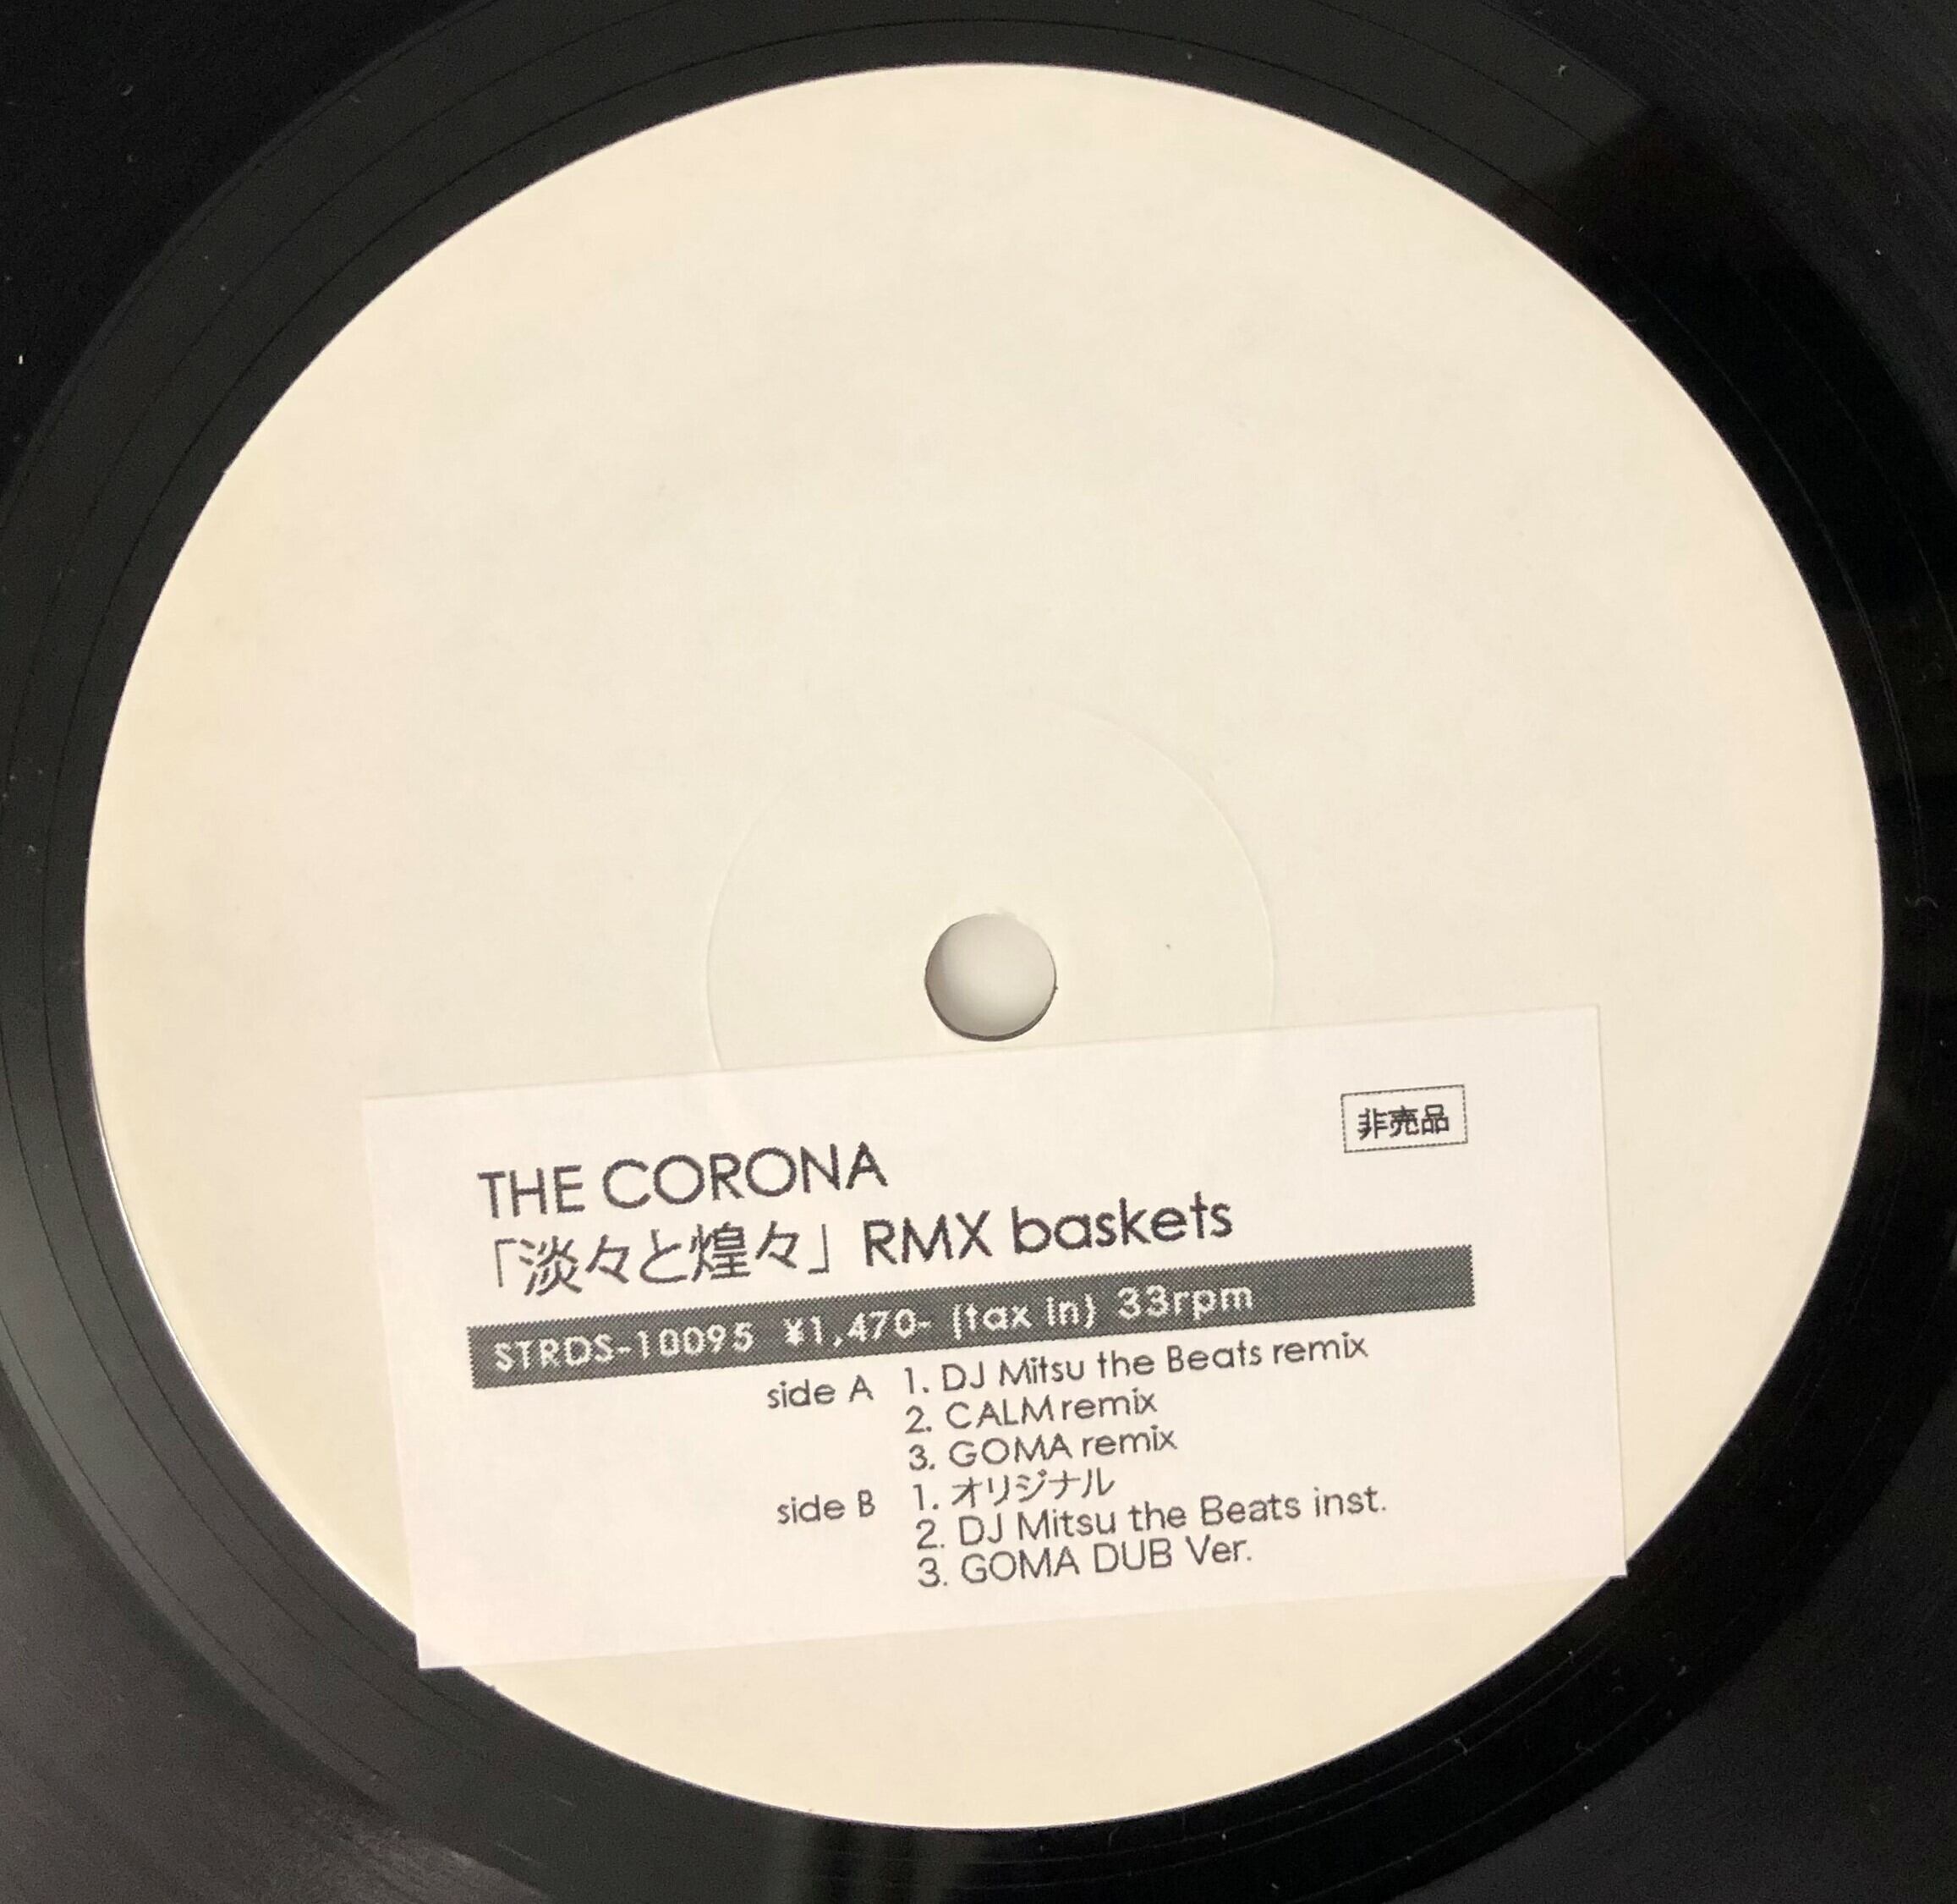 非売品
THE CORONA
「淡々と煌々」RMX baskets
STRDS-10095 ¥1,470- (tax in) 33rpm
side A 1. DJ Mitsu the Beats remix
2. CALM remix
3. GOMA remix
side B 1. オリジナル
2. DJ Mitsu the Beats inst.
3. GOMA DUB Ver.